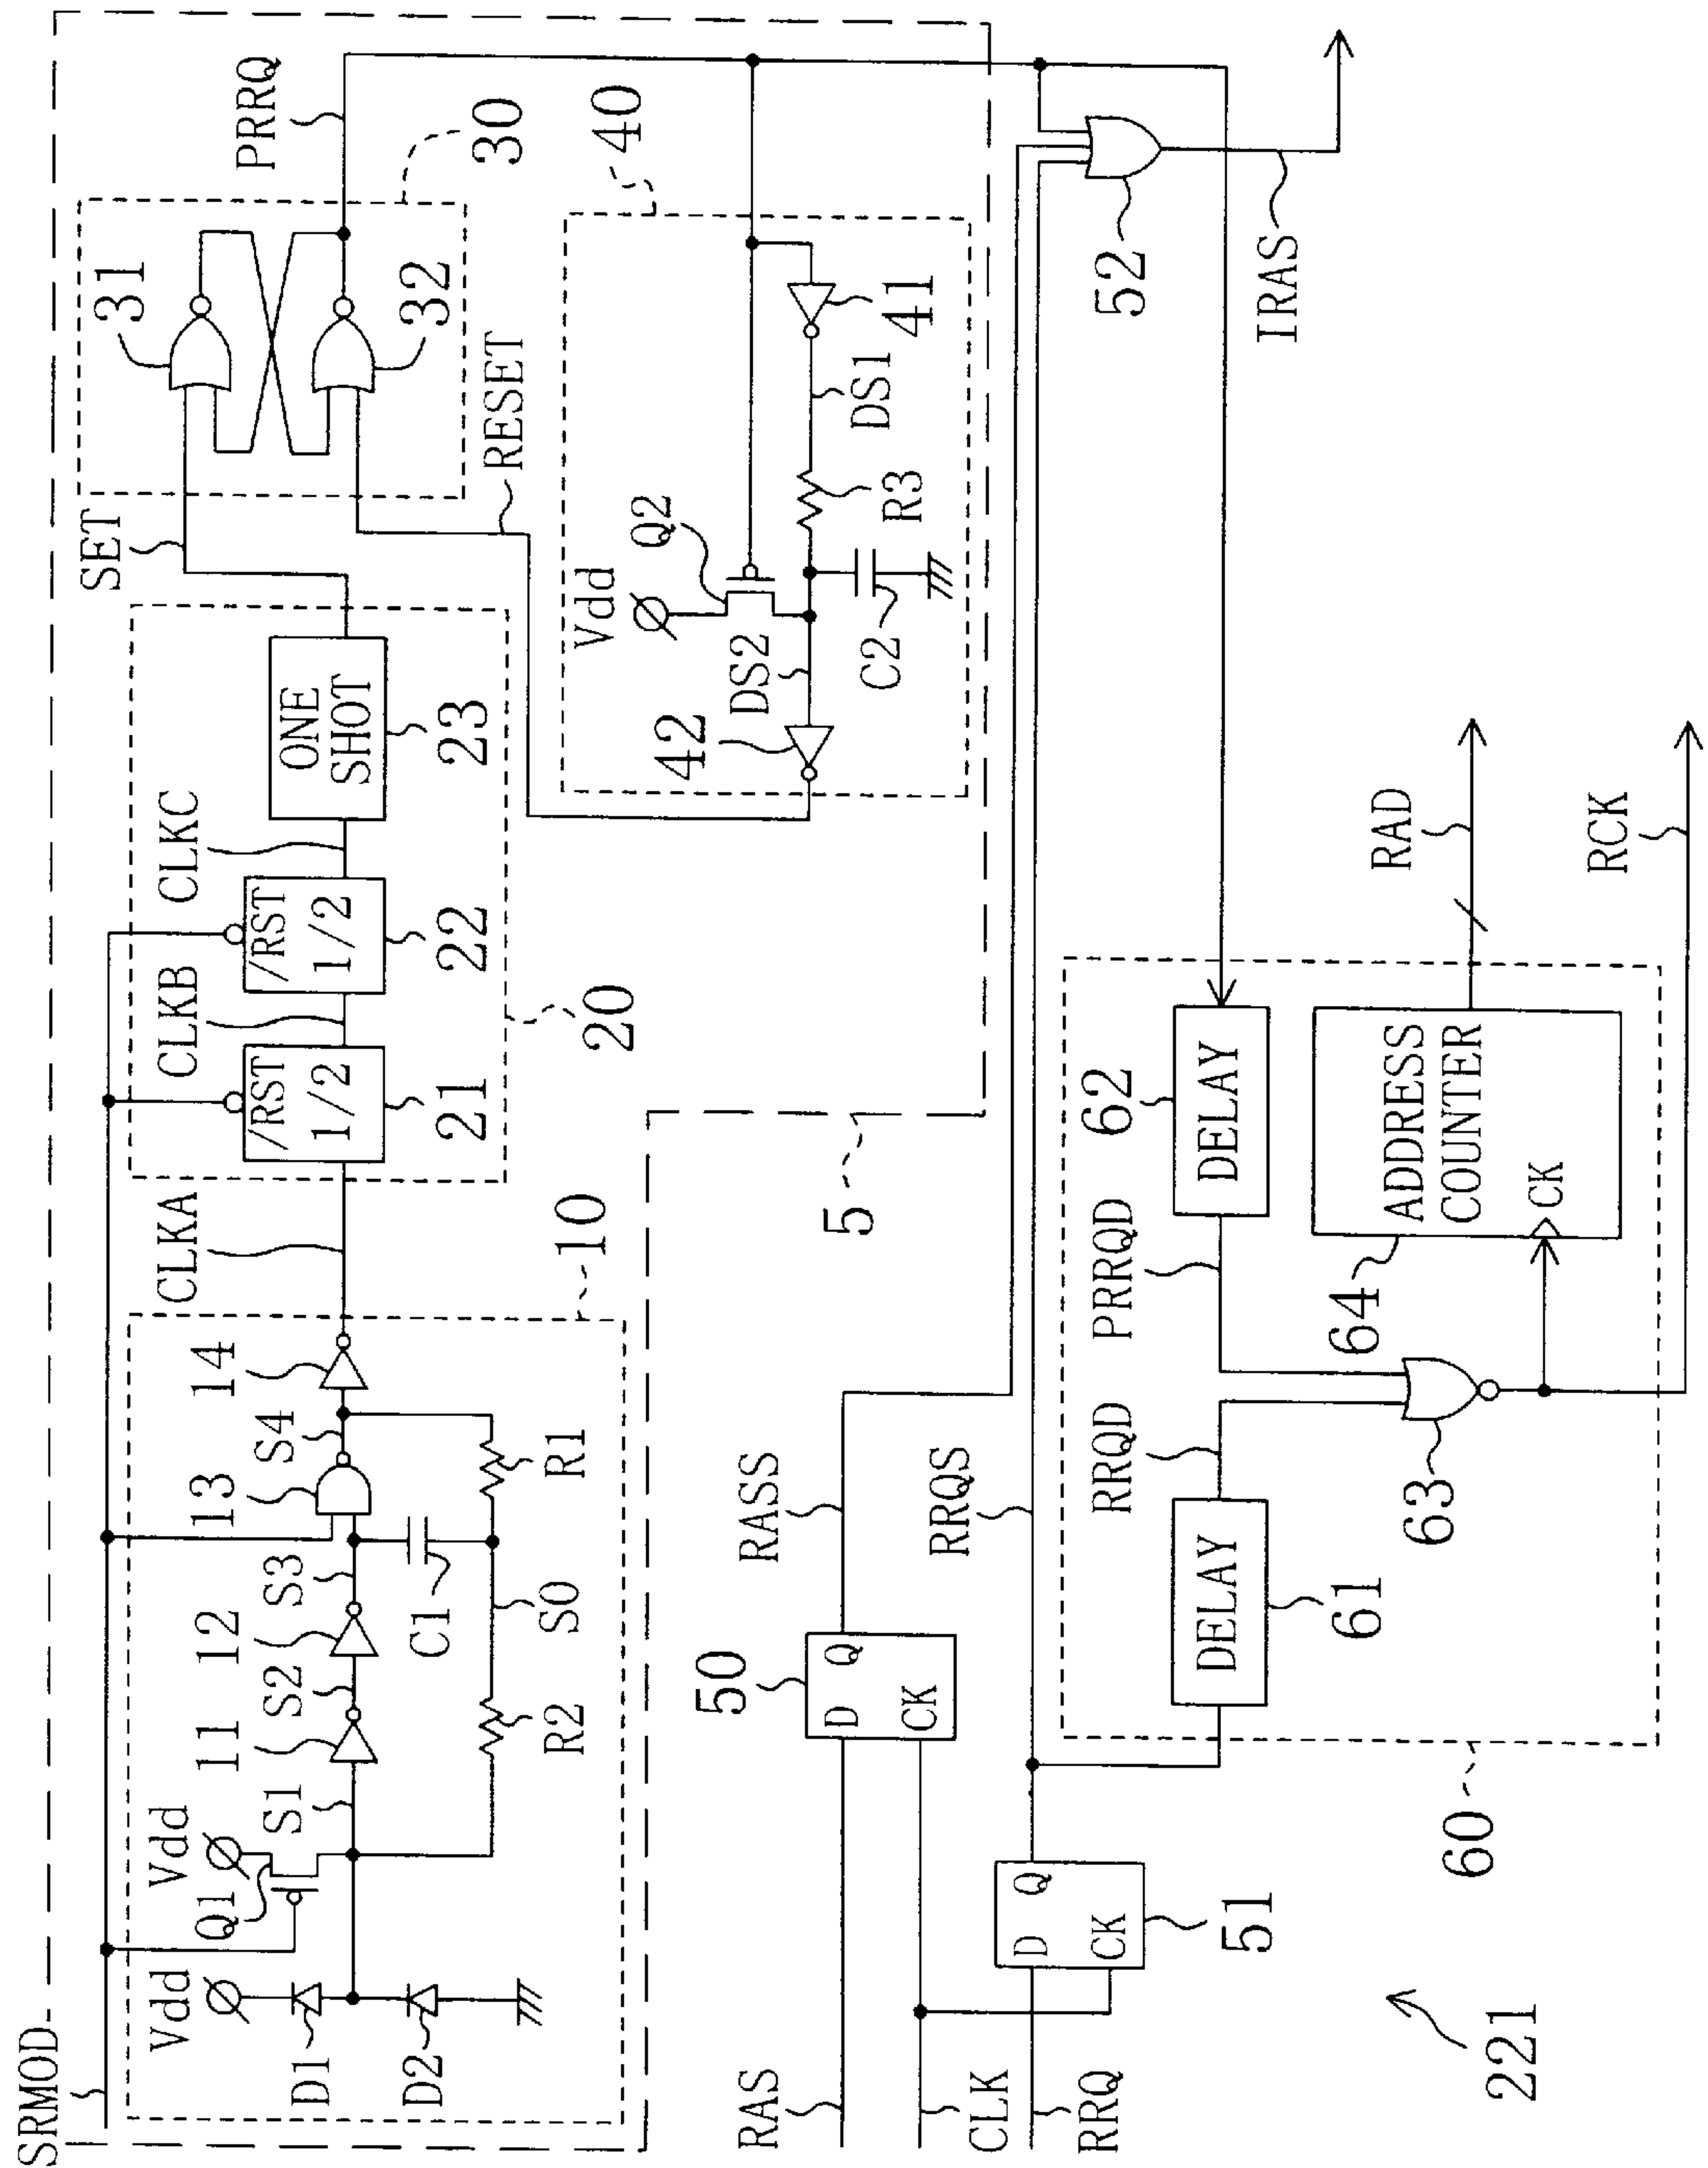 SRMOD
Vdd
Vdd
Q1
D1
D2
S1
11
S2
12
S3
13
S4
14
C1
S0
R1
R2
10
CLKA
/RST
1/2
21
CLKB
/RST
1/2
22
CLKC
ONE
SHOT
23
20
SET
31
32
30
PRRQ
RESET
40
Vdd
Q2
DS2
42
C2
R3
DS1
41
5
RAS
CLK
RRQ
D
Q
CK
50
D
Q
CK
51
RASS
RRQS
52
IRAS
DELAY
61
RRQD
PRRQD
DELAY
62
63
64
ADDRESS
COUNTER
CK
60
RAD
RCK
221